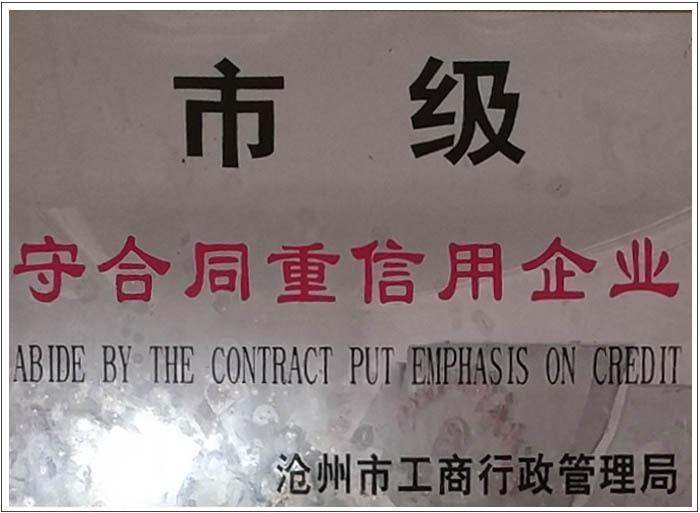 市级
守合同重信用企业
ABIDE BY THE CONTRACT PUT EMPHASIS ON CREDIT
沧州市工商行政管理局